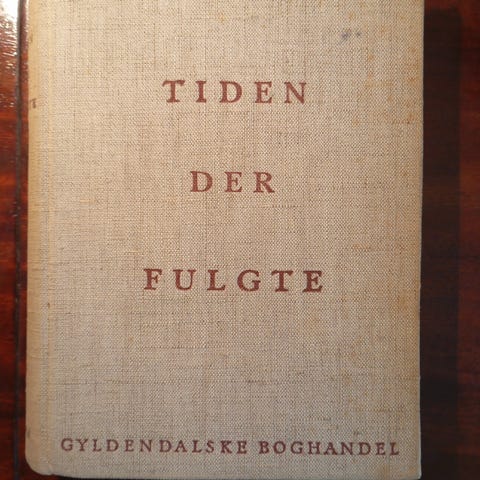 TIDEN
DER
FULGTE
GYLDENDALSKE BOGHANDEL